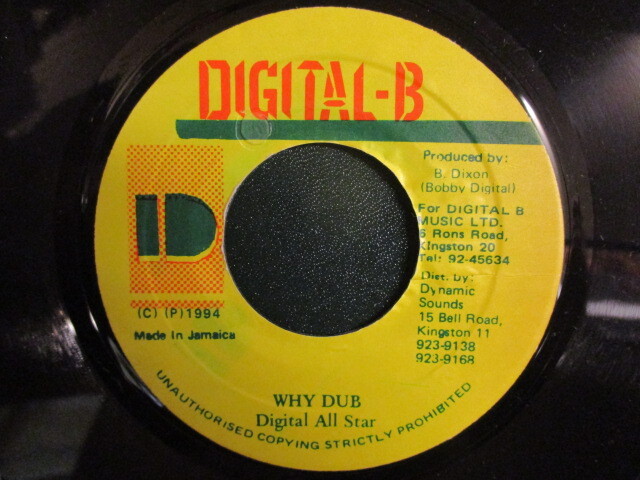 DIGITAL-B
Produced by:
B. Dixon
(Bobby Digital)
For DIGITAL B
MUSIC LTD.
6 Rons Road,
Kingston 20
Tel: 92-45634
Dist. by:
Dynamic
Sounds
15 Bell Road,
Kingston 11
923-9138
923-9168
D
(C) (P)1994
Made in Jamaica
WHY DUB
Digital All Star
UNAUTHORISED COPYING STRICTLY PROHIBITED